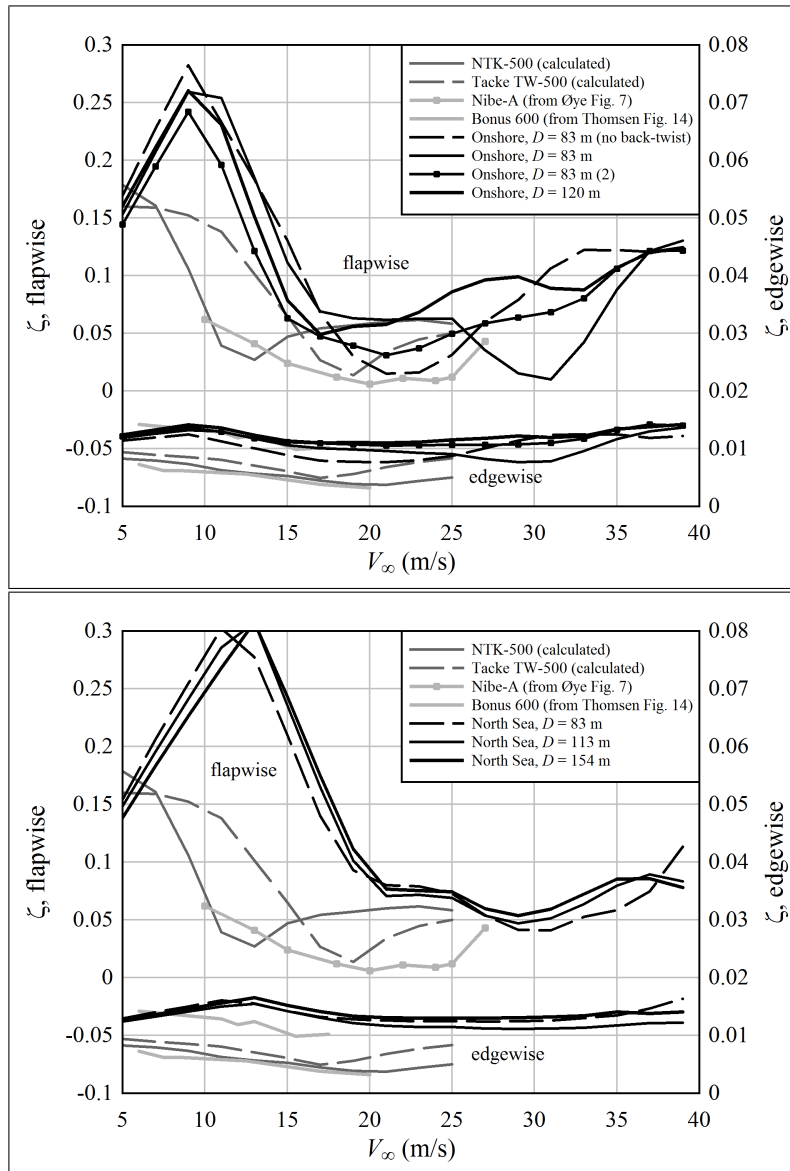 0.3
0.25
0.2
0.15
0.1
0.05
0
-0.05
-0.1
ζ, flapwise
0.08
0.07
0.06
0.05
0.04
0.03
0.02
0.01
0
ζ, edgewise
NTK-500 (calculated)
Tacke TW-500 (calculated)
Nibe-A (from Øye Fig. 7)
Bonus 600 (from Thomsen Fig. 14)
Onshore, D = 83 m (no back-twist)
Onshore, D = 83 m
Onshore, D = 83 m (2)
Onshore, D = 120 m
flapwise
edgewise
5 10 15 20 25 30 35 40
V∞ (m/s)
0.3
0.25
0.2
0.15
0.1
0.05
0
-0.05
-0.1
ζ, flapwise
0.08
0.07
0.06
0.05
0.04
0.03
0.02
0.01
0
ζ, edgewise
NTK-500 (calculated)
Tacke TW-500 (calculated)
Nibe-A (from Øye Fig. 7)
Bonus 600 (from Thomsen Fig. 14)
North Sea, D = 83 m
North Sea, D = 113 m
North Sea, D = 154 m
flapwise
edgewise
5 10 15 20 25 30 35 40
V∞ (m/s)